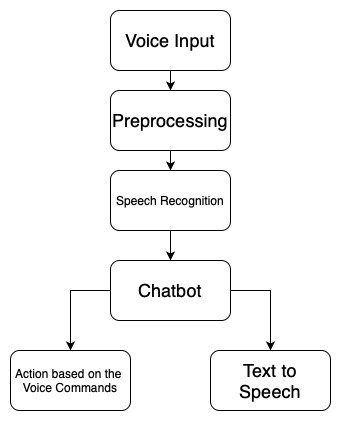 Voice Input
Preprocessing
Speech Recognition
Chatbot
Action based on the
Voice Commands
Text to
Speech